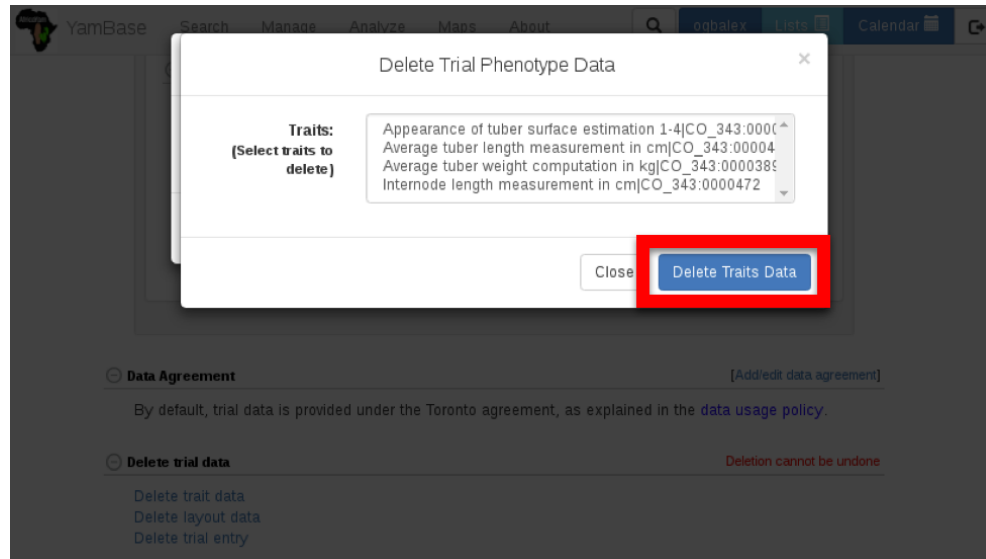 YamBase Search Manage Analyze Maps About ogbalex Lists Calendar
Delete Trial Phenotype Data ×
Traits:
(Select traits to
delete)
Appearance of tuber surface estimation 1-4|CO_343:000
Average tuber length measurement in cm|CO_343:00004
Average tuber weight computation in kg|CO_343:0000389
Internode length measurement in cm|CO_343:0000472
Close Delete Traits Data
Data Agreement [Add/edit data agreement]
By default, trial data is provided under the Toronto agreement, as explained in the data usage policy.
Delete trial data Deletion cannot be undone
Delete trait data
Delete layout data
Delete trial entry